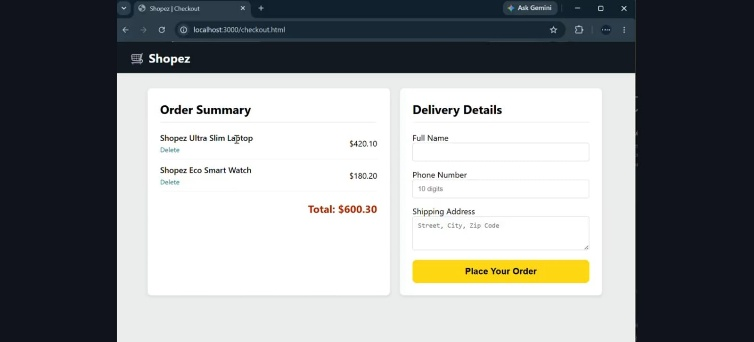 Shopez | Checkout
Ask Gemini
localhost:3000/checkout.html
Shopez
Order Summary
Shopez Ultra Slim Laptop
$420.10
Delete
Shopez Eco Smart Watch
$180.20
Delete
Total: $600.30
Delivery Details
Full Name
Phone Number
10 digits
Shipping Address
Street, City, Zip Code
Place Your Order